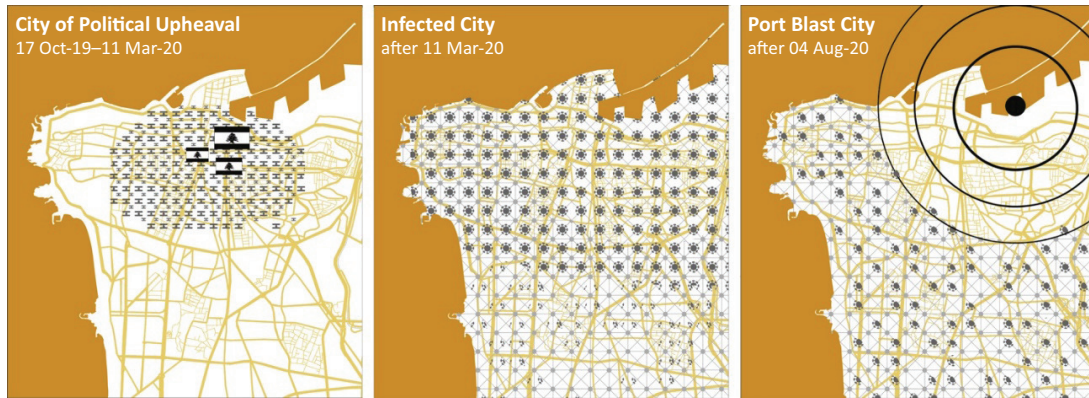 City of Political Upheaval
17 Oct-19–11 Mar-20
Infected City
after 11 Mar-20
Port Blast City
after 04 Aug-20